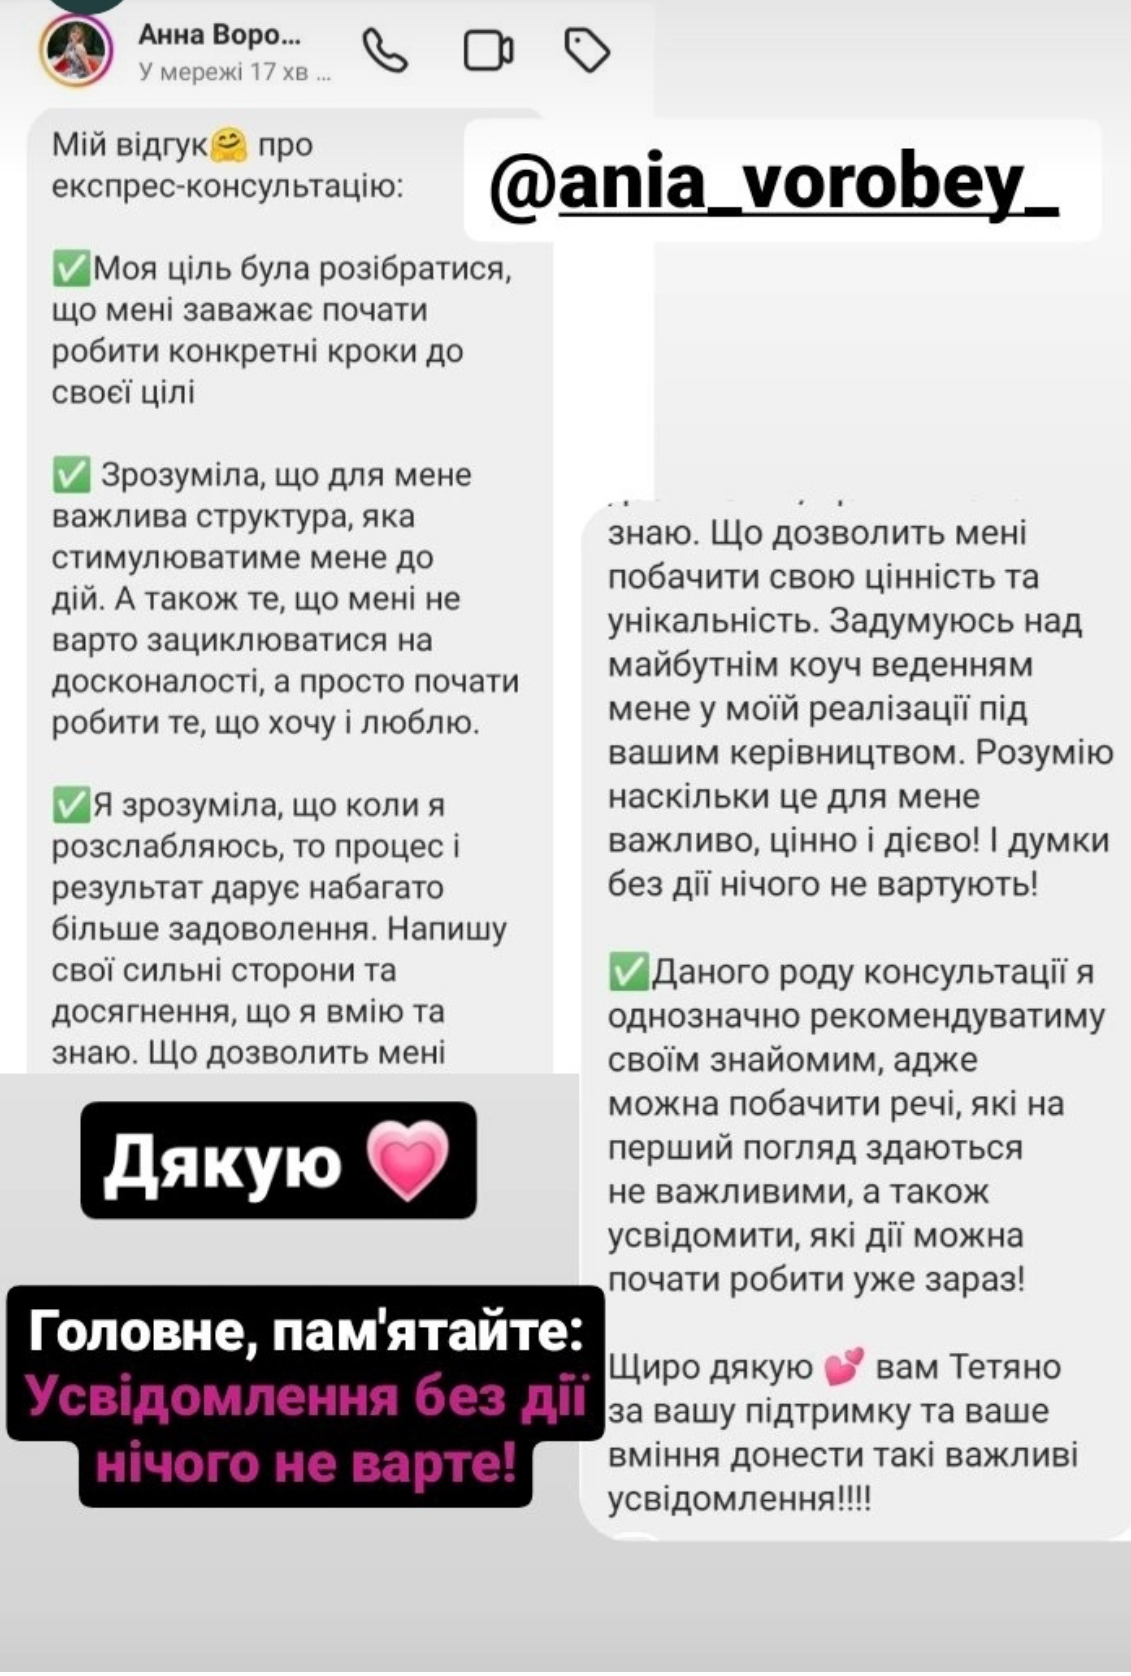 Анна Воро...
У мережі 17 хв ...
@ania_vorobey_
Мій відгук🤗 про
експрес-консультацію:
✅Моя ціль була розібратися,
що мені заважає почати
робити конкретні кроки до
своєї цілі
✅ Зрозуміла, що для мене
важлива структура, яка
стимулюватиме мене до
дій. А також те, що мені не
варто зациклюватися на
досконалості, а просто почати
робити те, що хочу і люблю.
✅Я зрозуміла, що коли я
розслабляюсь, то процес і
результат дарує набагато
більше задоволення. Напишу
свої сильні сторони та
досягнення, що я вмію та
знаю. Що дозволить мені
знаю. Що дозволить мені
побачити свою цінність та
унікальність. Задумуюсь над
майбутнім коуч веденням
мене у моїй реалізації під
вашим керівництвом. Розумію
наскільки це для мене
важливо, цінно і дієво! І думки
без дії нічого не вартують!
✅Даного роду консультації я
однозначно рекомендуватиму
своїм знайомим, адже
можна побачити речі, які на
перший погляд здаються
не важливими, а також
усвідомити, які дії можна
почати робити уже зараз!
Щиро дякую 💕 вам Тетяно
за вашу підтримку та ваше
вміння донести такі важливі
усвідомлення!!!!
Дякую 💗
Головне, пам'ятайте:
Усвідомлення без дії
нічого не варте!